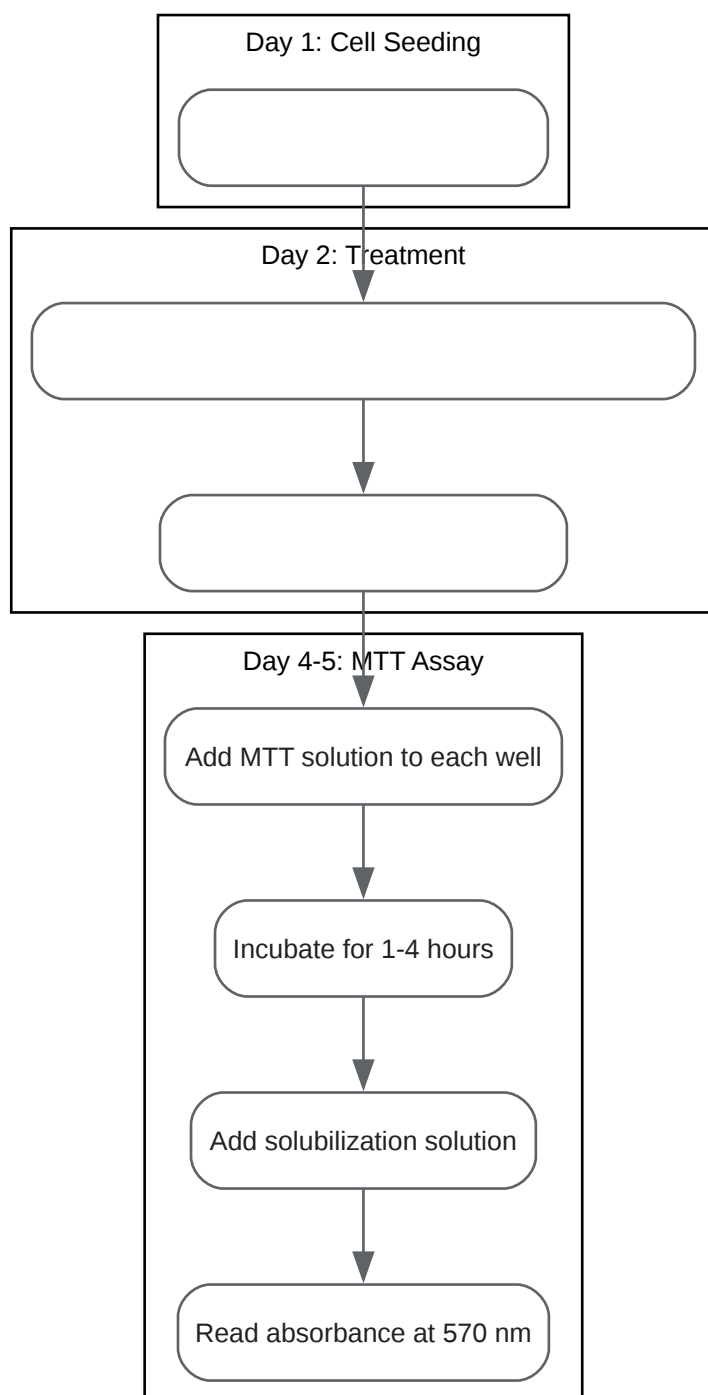 Day 1: Cell Seeding
Day 2: Treatment
Day 4-5: MTT Assay
Add MTT solution to each well
Incubate for 1-4 hours
Add solubilization solution
Read absorbance at 570 nm